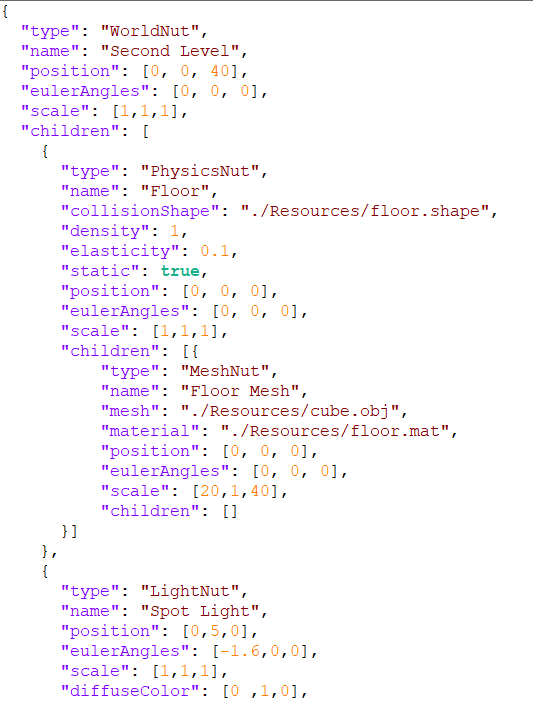 {
  "type": "WorldNut",
  "name": "Second Level",
  "position": [0, 0, 40],
  "eulerAngles": [0, 0, 0],
  "scale": [1,1,1],
  "children": [
    {
      "type": "PhysicsNut",
      "name": "Floor",
      "collisionShape": "./Resources/floor.shape",
      "density": 1,
      "elasticity": 0.1,
      "static": true,
      "position": [0, 0, 0],
      "eulerAngles": [0, 0, 0],
      "scale": [1,1,1],
      "children": [{
          "type": "MeshNut",
          "name": "Floor Mesh",
          "mesh": "./Resources/cube.obj",
          "material": "./Resources/floor.mat",
          "position": [0, 0, 0],
          "eulerAngles": [0, 0, 0],
          "scale": [20,1,40],
          "children": []
      }]
    },
    {
      "type": "LightNut",
      "name": "Spot Light",
      "position": [0,5,0],
      "eulerAngles": [-1.6,0,0],
      "scale": [1,1,1],
      "diffuseColor": [0 ,1,0],